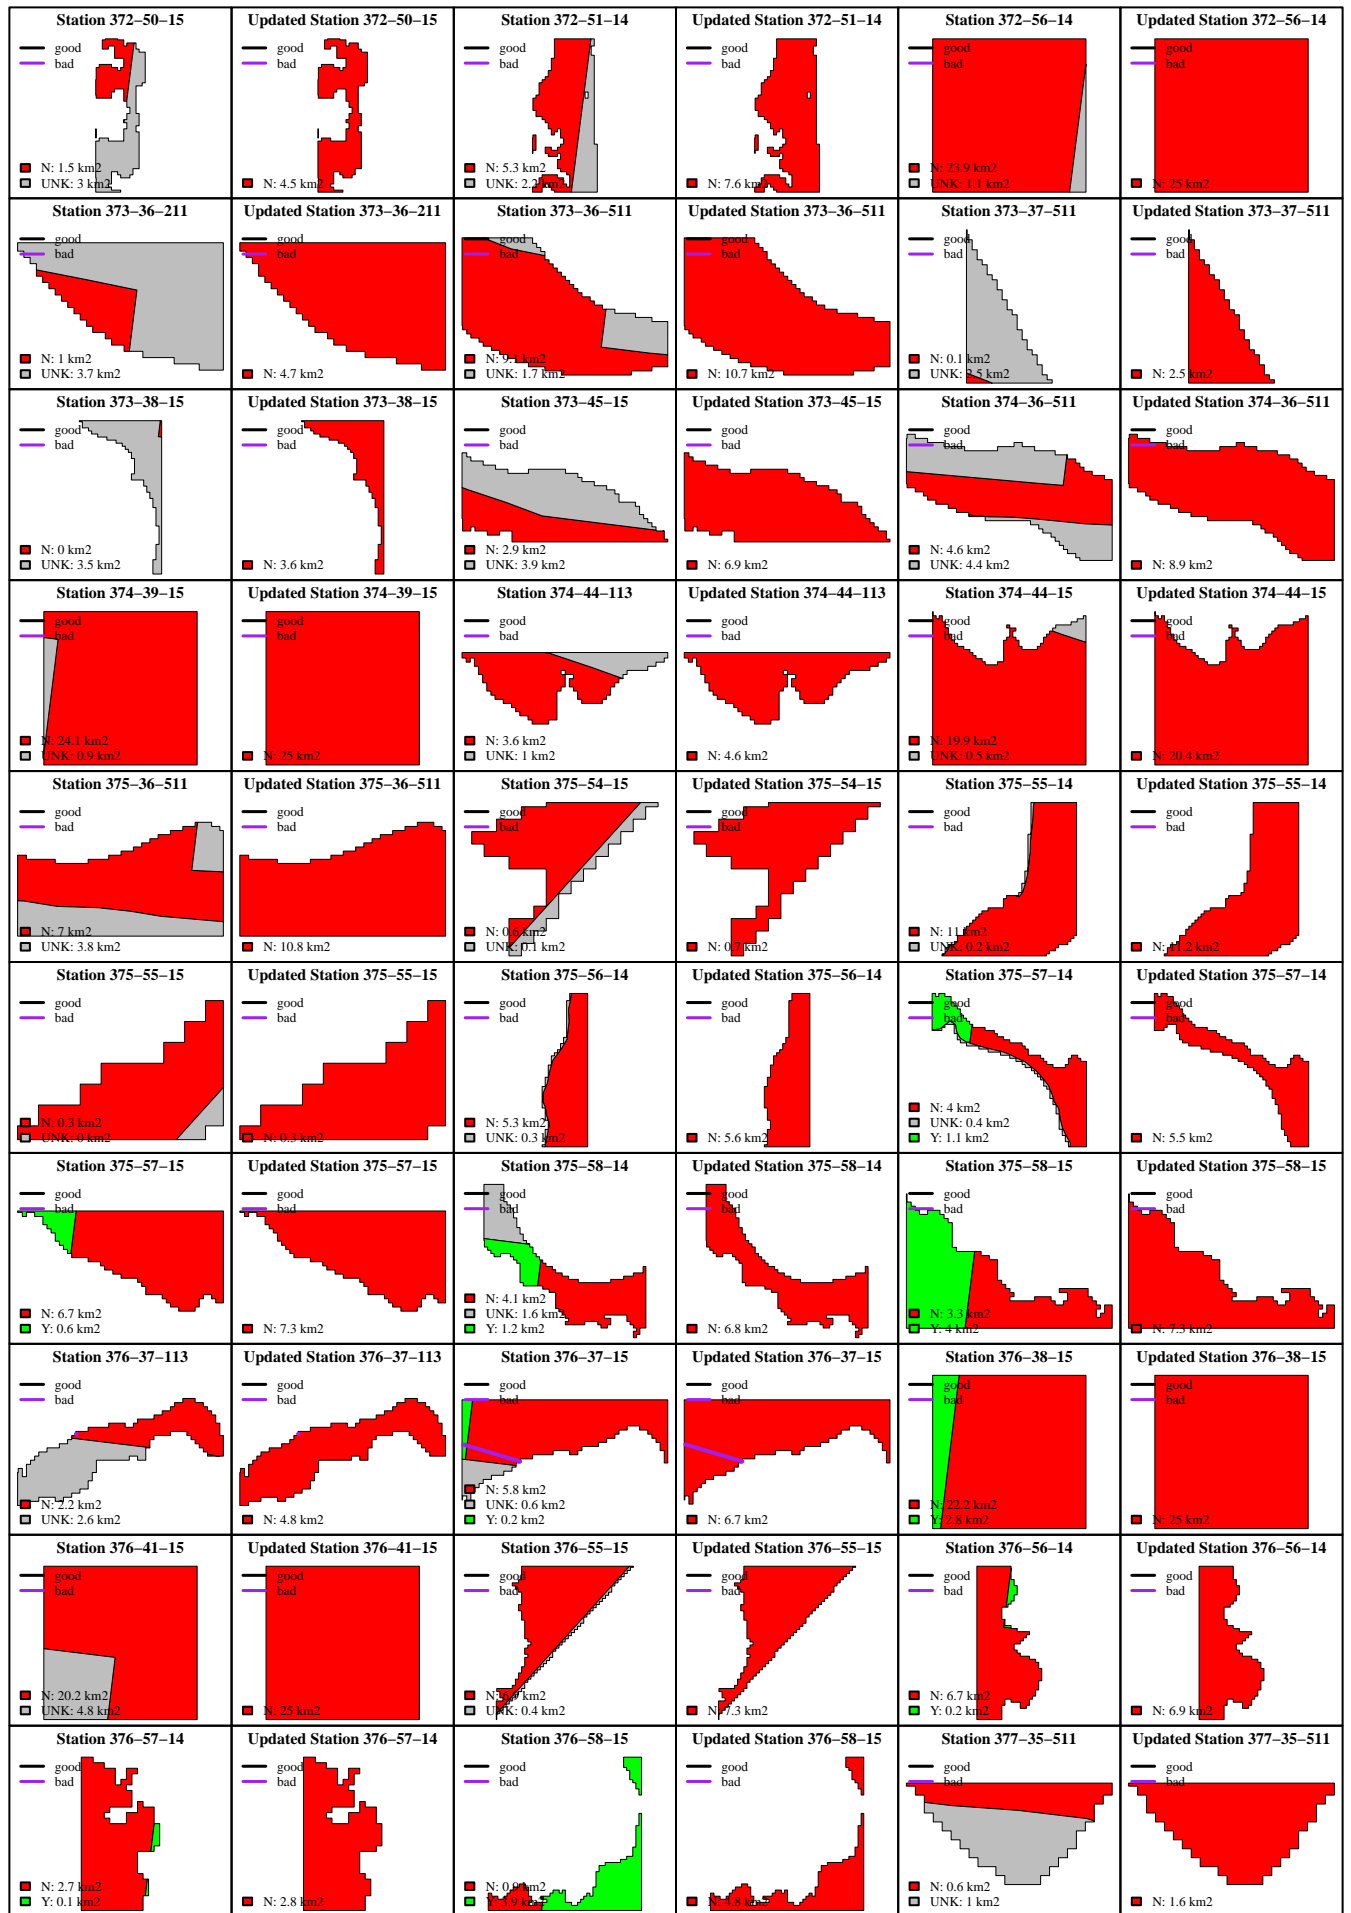 Station 372−50−15
good
bad
N: 1.5 km2
UNK: 3 km2
Updated Station 372−50−15
good
bad
N: 4.5 km2
Station 372−51−14
good
bad
N: 5.3 km2
UNK: 2.2 km2
Updated Station 372−51−14
good
bad
N: 7.6 km2
Station 372−56−14
good
bad
N: 23.9 km2
UNK: 1.1 km2
Updated Station 372−56−14
good
bad
N: 25 km2
Station 373−36−211
good
bad
N: 1 km2
UNK: 3.7 km2
Updated Station 373−36−211
good
bad
N: 4.7 km2
Station 373−36−511
good
bad
N: 9.1 km2
UNK: 1.7 km2
Updated Station 373−36−511
good
bad
N: 10.7 km2
Station 373−37−511
good
bad
N: 0.1 km2
UNK: 2.5 km2
Updated Station 373−37−511
good
bad
N: 2.5 km2
Station 373−38−15
good
bad
N: 0 km2
UNK: 3.5 km2
Updated Station 373−38−15
good
bad
N: 3.6 km2
Station 373−45−15
good
bad
N: 2.9 km2
UNK: 3.9 km2
Updated Station 373−45−15
good
bad
N: 6.9 km2
Station 374−36−511
good
bad
N: 4.6 km2
UNK: 4.4 km2
Updated Station 374−36−511
good
bad
N: 8.9 km2
Station 374−39−15
good
bad
N: 24.1 km2
UNK: 0.9 km2
Updated Station 374−39−15
good
bad
N: 25 km2
Station 374−44−113
good
bad
N: 3.6 km2
UNK: 1 km2
Updated Station 374−44−113
good
bad
N: 4.6 km2
Station 374−44−15
good
bad
N: 19.9 km2
UNK: 0.5 km2
Updated Station 374−44−15
good
bad
N: 20.4 km2
Station 375−36−511
good
bad
N: 7 km2
UNK: 3.8 km2
Updated Station 375−36−511
good
bad
N: 10.8 km2
Station 375−54−15
good
bad
N: 0.6 km2
UNK: 0.1 km2
Updated Station 375−54−15
good
bad
N: 0.7 km2
Station 375−55−14
good
bad
N: 11 km2
UNK: 0.2 km2
Updated Station 375−55−14
good
bad
N: 11.2 km2
Station 375−55−15
good
bad
N: 0.3 km2
UNK: 0 km2
Updated Station 375−55−15
good
bad
N: 0.3 km2
Station 375−56−14
good
bad
N: 5.3 km2
UNK: 0.3 km2
Updated Station 375−56−14
good
bad
N: 5.6 km2
Station 375−57−14
good
bad
N: 4 km2
UNK: 0.4 km2
Y: 1.1 km2
Updated Station 375−57−14
good
bad
N: 5.5 km2
Station 375−57−15
good
bad
N: 6.7 km2
Y: 0.6 km2
Updated Station 375−57−15
good
bad
N: 7.3 km2
Station 375−58−14
good
bad
N: 4.1 km2
UNK: 1.6 km2
Y: 1.2 km2
Updated Station 375−58−14
good
bad
N: 6.8 km2
Station 375−58−15
good
bad
N: 3.3 km2
Y: 4 km2
Updated Station 375−58−15
good
bad
N: 7.3 km2
Station 376−37−113
good
bad
N: 2.2 km2
UNK: 2.6 km2
Updated Station 376−37−113
good
bad
N: 4.8 km2
Station 376−37−15
good
bad
N: 5.8 km2
UNK: 0.6 km2
Y: 0.2 km2
Updated Station 376−37−15
good
bad
N: 6.7 km2
Station 376−38−15
good
bad
N: 22.2 km2
Y: 2.8 km2
Updated Station 376−38−15
good
bad
N: 25 km2
Station 376−41−15
good
bad
N: 20.2 km2
UNK: 4.8 km2
Updated Station 376−41−15
good
bad
N: 25 km2
Station 376−55−15
good
bad
N: km2
UNK: 0.4 km2
Updated Station 376−55−15
good
bad
N: 7.3 km2
Station 376−56−14
good
bad
N: 6.7 km2
Y: 0.2 km2
Updated Station 376−56−14
good
bad
N: 6.9 km2
Station 376−57−14
good
bad
N: 2.7 km2
Y: 0.1 km2
Updated Station 376−57−14
good
bad
N: 2.8 km2
Station 376−58−15
good
bad
N: 0.9 km2
Y: 3.9 km2
Updated Station 376−58−15
good
bad
N: 4.8 km2
Station 377−35−511
good
bad
N: 0.6 km2
UNK: 1 km2
Updated Station 377−35−511
good
bad
N: 1.6 km2